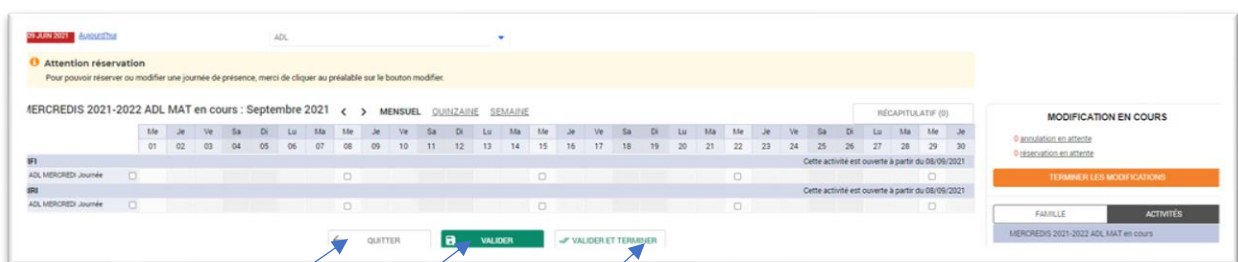 09 JUIN 2021 Aujourd'hui ADL
Attention réservation
Pour pouvoir réserver ou modifier une journée de présence, merci de cliquer au préalable sur le bouton modifier.
MERCREDIS 2021-2022 ADL MAT en cours : Septembre 2021 < > MENSUEL QUINZAINE SEMAINE
RÉCAPITULATIF (0)
Me Je Ve Sa Di Lu Ma Me Je Ve Sa Di Lu Ma Me Je Ve Sa Di Lu Ma Me Je Ve Sa Di Lu Ma Me Je
01 02 03 04 05 06 07 08 09 10 11 12 13 14 15 16 17 18 19 20 21 22 23 24 25 26 27 28 29 30
Cette activité est ouverte à partir du 08/09/2021
ADL MERCREDI Journée
Cette activité est ouverte à partir du 08/09/2021
ADL MERCREDI Journée
QUITTER VALIDER VALIDER ET TERMINER
MODIFICATION EN COURS
0 annulation en attente
0 réservation en attente
TERMINER LES MODIFICATIONS
FAMILLE ACTIVITÉS
MERCREDIS 2021-2022 ADL MAT en cours